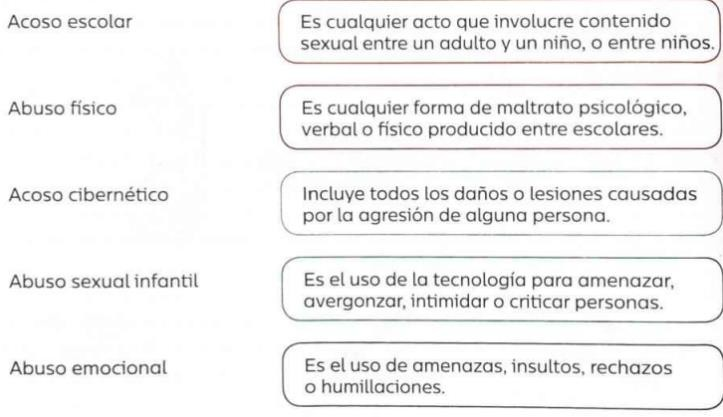 Acoso escolar
Es cualquier acto que involucre contenido
sexual entre un adulto y un niño, o entre niños.
Abuso físico
Es cualquier forma de maltrato psicológico,
verbal o físico producido entre escolares.
Acoso cibernético
Incluye todos los daños o lesiones causadas
por la agresión de alguna persona.
Abuso sexual infantil
Es el uso de la tecnología para amenazar,
avergonzar, intimidar o criticar personas.
Abuso emocional
Es el uso de amenazas, insultos, rechazos
o humillaciones.